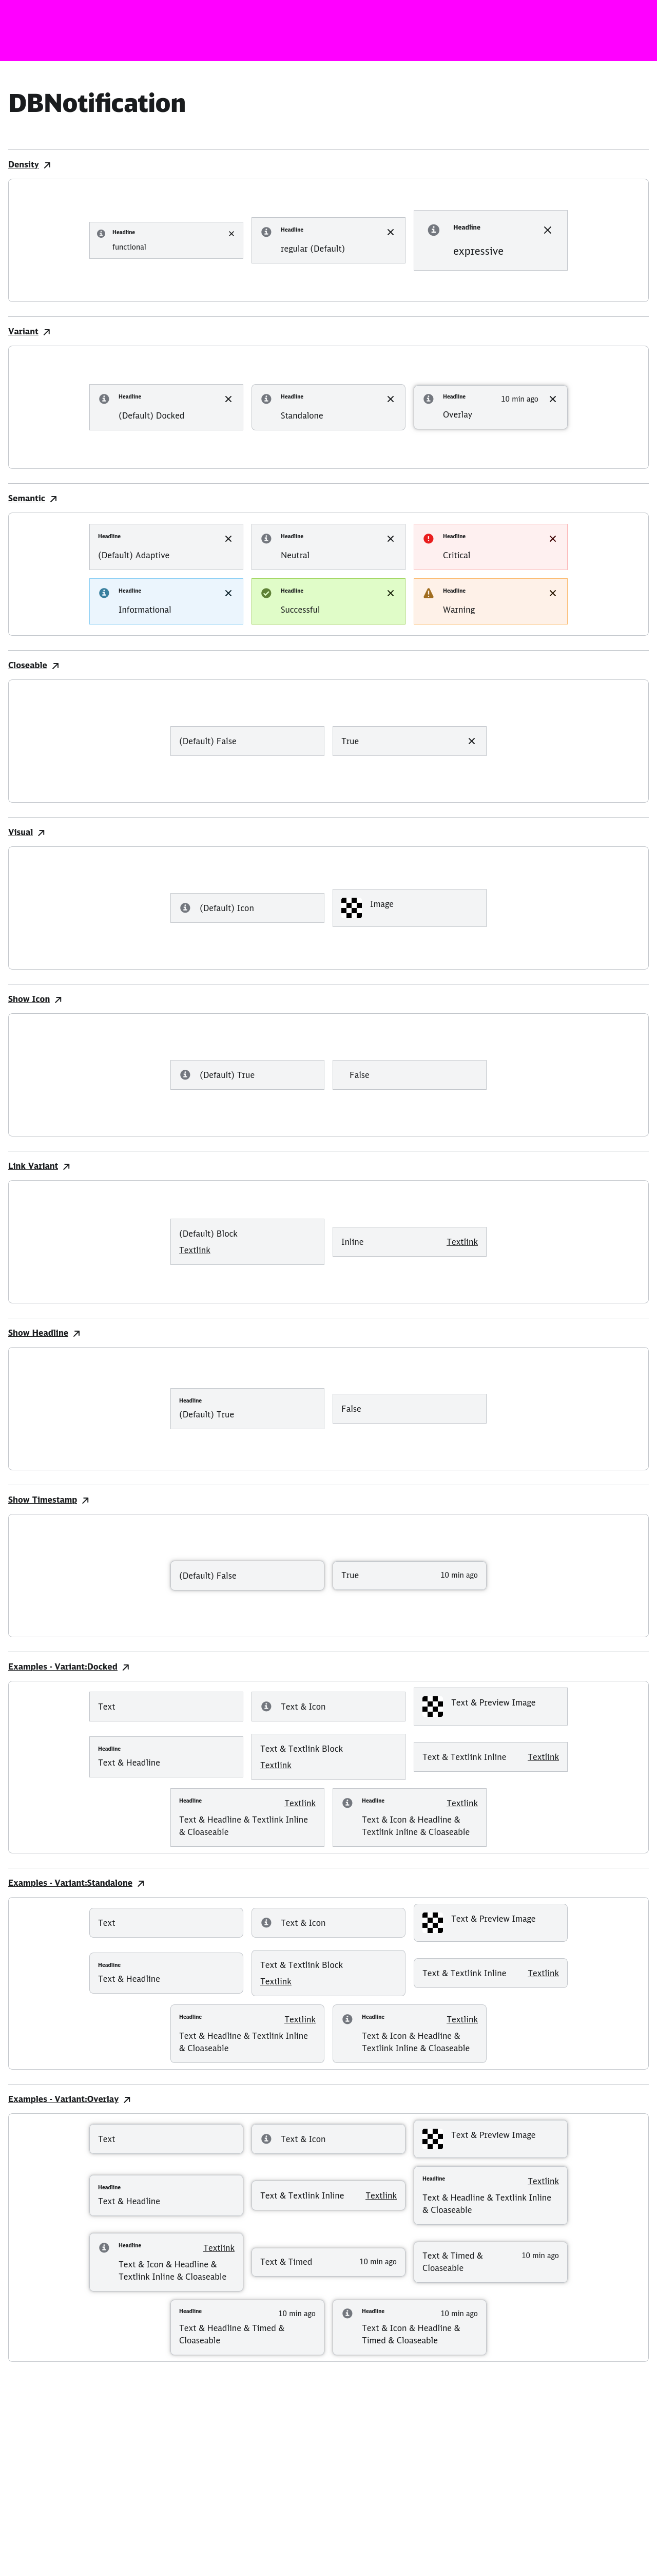 DBNotification
Density
Headline
functional
Headline
regular (Default)
Headline
expressive
Variant
Headline
(Default) Docked
Headline
Standalone
Headline 10 min ago
Overlay
Semantic
Headline
(Default) Adaptive
Headline
Neutral
Headline
Critical
Headline
Informational
Headline
Successful
Headline
Warning
Closeable
(Default) False
True
Visual
(Default) Icon
Image
Show Icon
(Default) True
False
Link Variant
(Default) Block
Textlink
Inline Textlink
Show Headline
Headline
(Default) True
False
Show Timestamp
(Default) False
True 10 min ago
Examples - Variant:Docked
Text
Text & Icon
Text & Preview Image
Headline
Text & Headline
Text & Textlink Block
Textlink
Text & Textlink Inline Textlink
Headline Textlink
Text & Headline & Textlink Inline
& Cloaseable
Headline Textlink
Text & Icon & Headline &
Textlink Inline & Cloaseable
Examples - Variant:Standalone
Text
Text & Icon
Text & Preview Image
Headline
Text & Headline
Text & Textlink Block
Textlink
Text & Textlink Inline Textlink
Headline Textlink
Text & Headline & Textlink Inline
& Cloaseable
Headline Textlink
Text & Icon & Headline &
Textlink Inline & Cloaseable
Examples - Variant:Overlay
Text
Text & Icon
Text & Preview Image
Headline
Text & Headline
Text & Textlink Inline Textlink
Headline Textlink
Text & Headline & Textlink Inline
& Cloaseable
Headline Textlink
Text & Icon & Headline &
Textlink Inline & Cloaseable
Text & Timed 10 min ago
Text & Timed & 10 min ago
Cloaseable
Headline 10 min ago
Text & Headline & Timed &
Cloaseable
Headline 10 min ago
Text & Icon & Headline &
Timed & Cloaseable